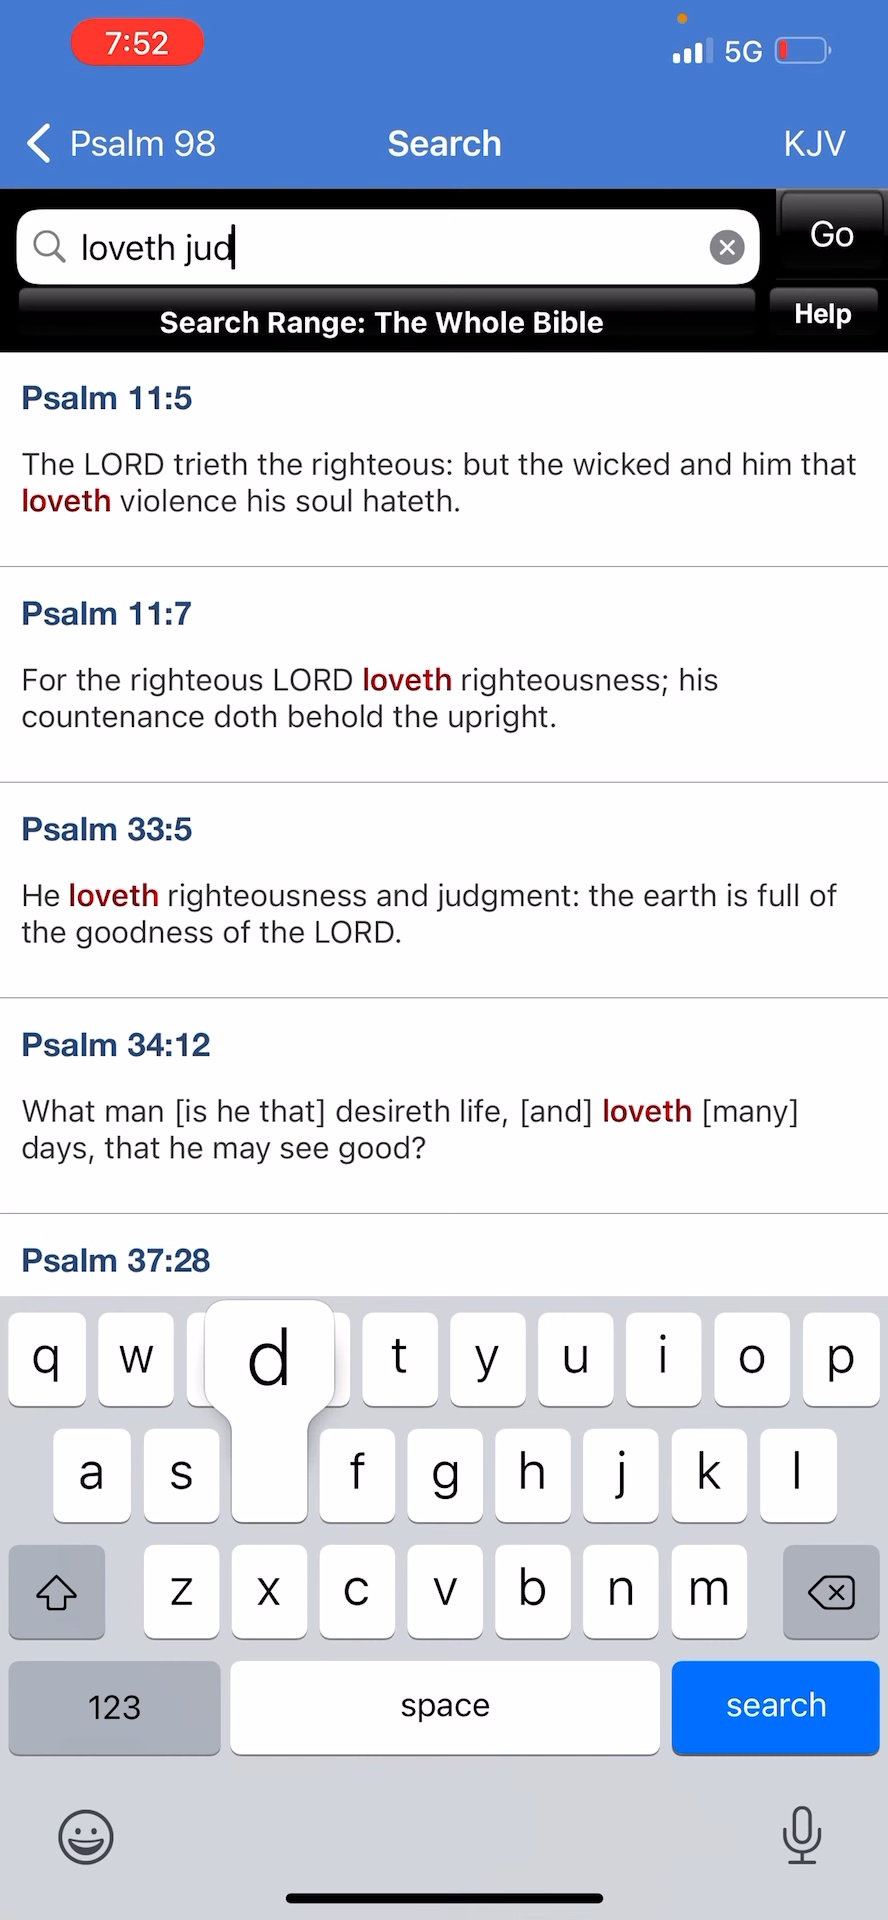 7:52
5G
Psalm 98
Search
KJV
loveth jud
Go
Search Range: The Whole Bible
Help
Psalm 11:5
The LORD trieth the righteous: but the wicked and him that
loveth violence his soul hateth.
Psalm 11:7
For the righteous LORD loveth righteousness; his
countenance doth behold the upright.
Psalm 33:5
He loveth righteousness and judgment: the earth is full of
the goodness of the LORD.
Psalm 34:12
What man [is he that] desireth life, [and] loveth [many]
days, that he may see good?
Psalm 37:28
q w d t y u i o p
a s f g h j k l
z x c v b n m
123 space search